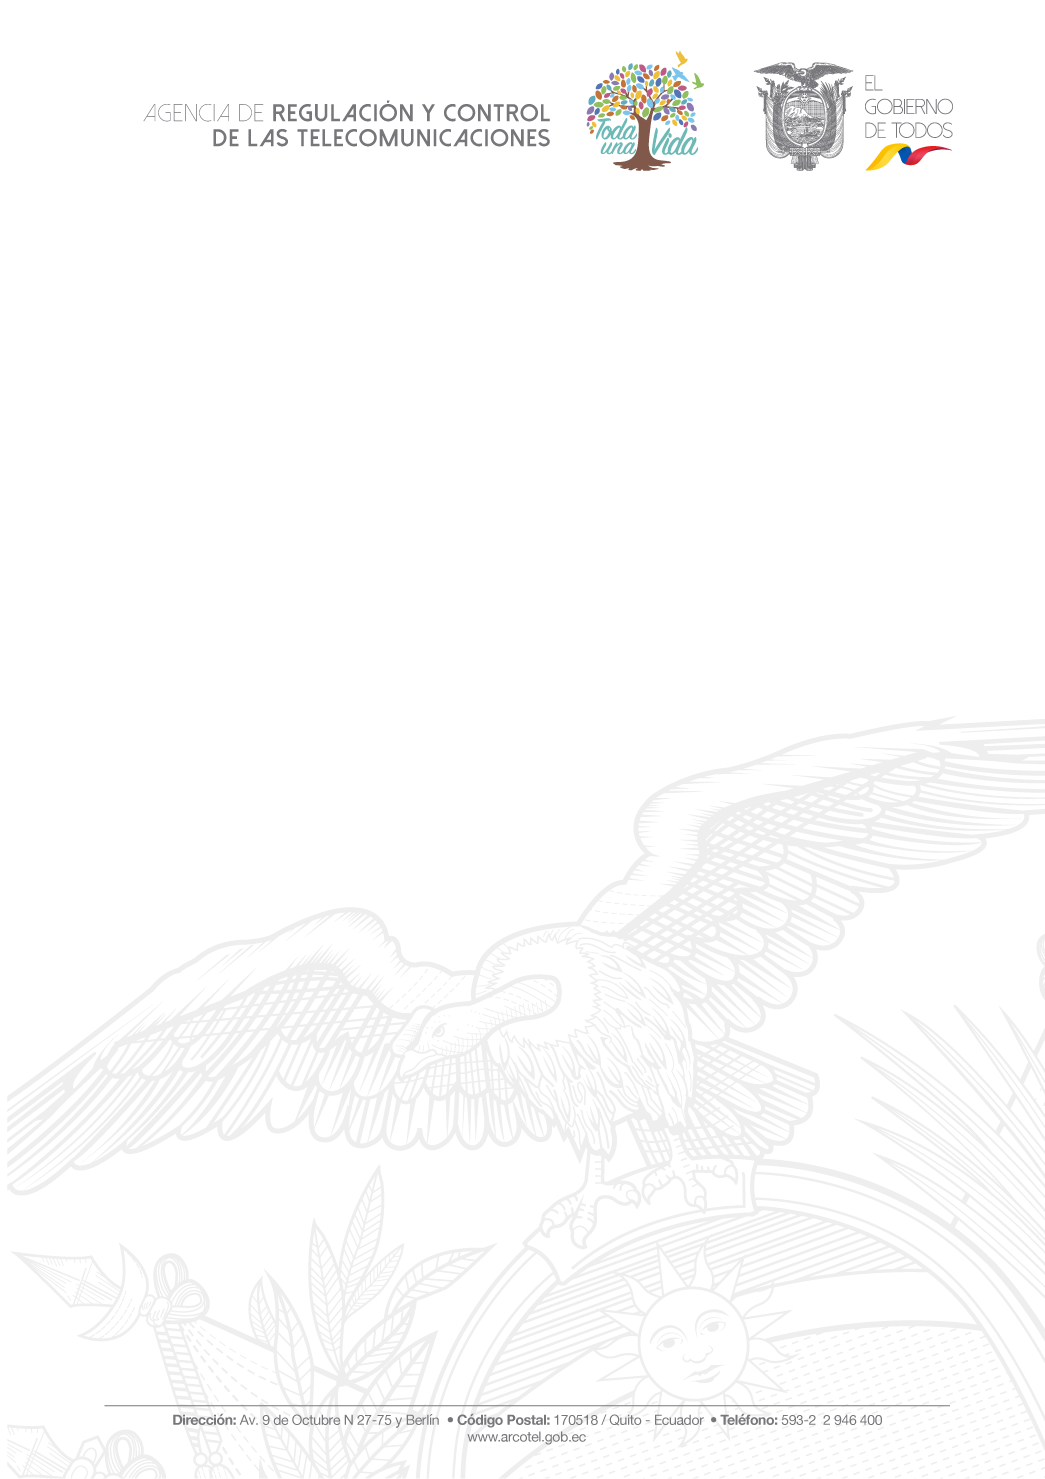 AGENCIA DE REGULACIÓN Y CONTROL
DE LAS TELECOMUNICACIONES
Toda
una Vida
EL
GOBIERNO
DE TODOS
Dirección: Av. 9 de Octubre N 27-75 y Berlín • Código Postal: 170518 / Quito - Ecuador • Teléfono: 593-2 2 946 400
www.arcotel.gob.ec